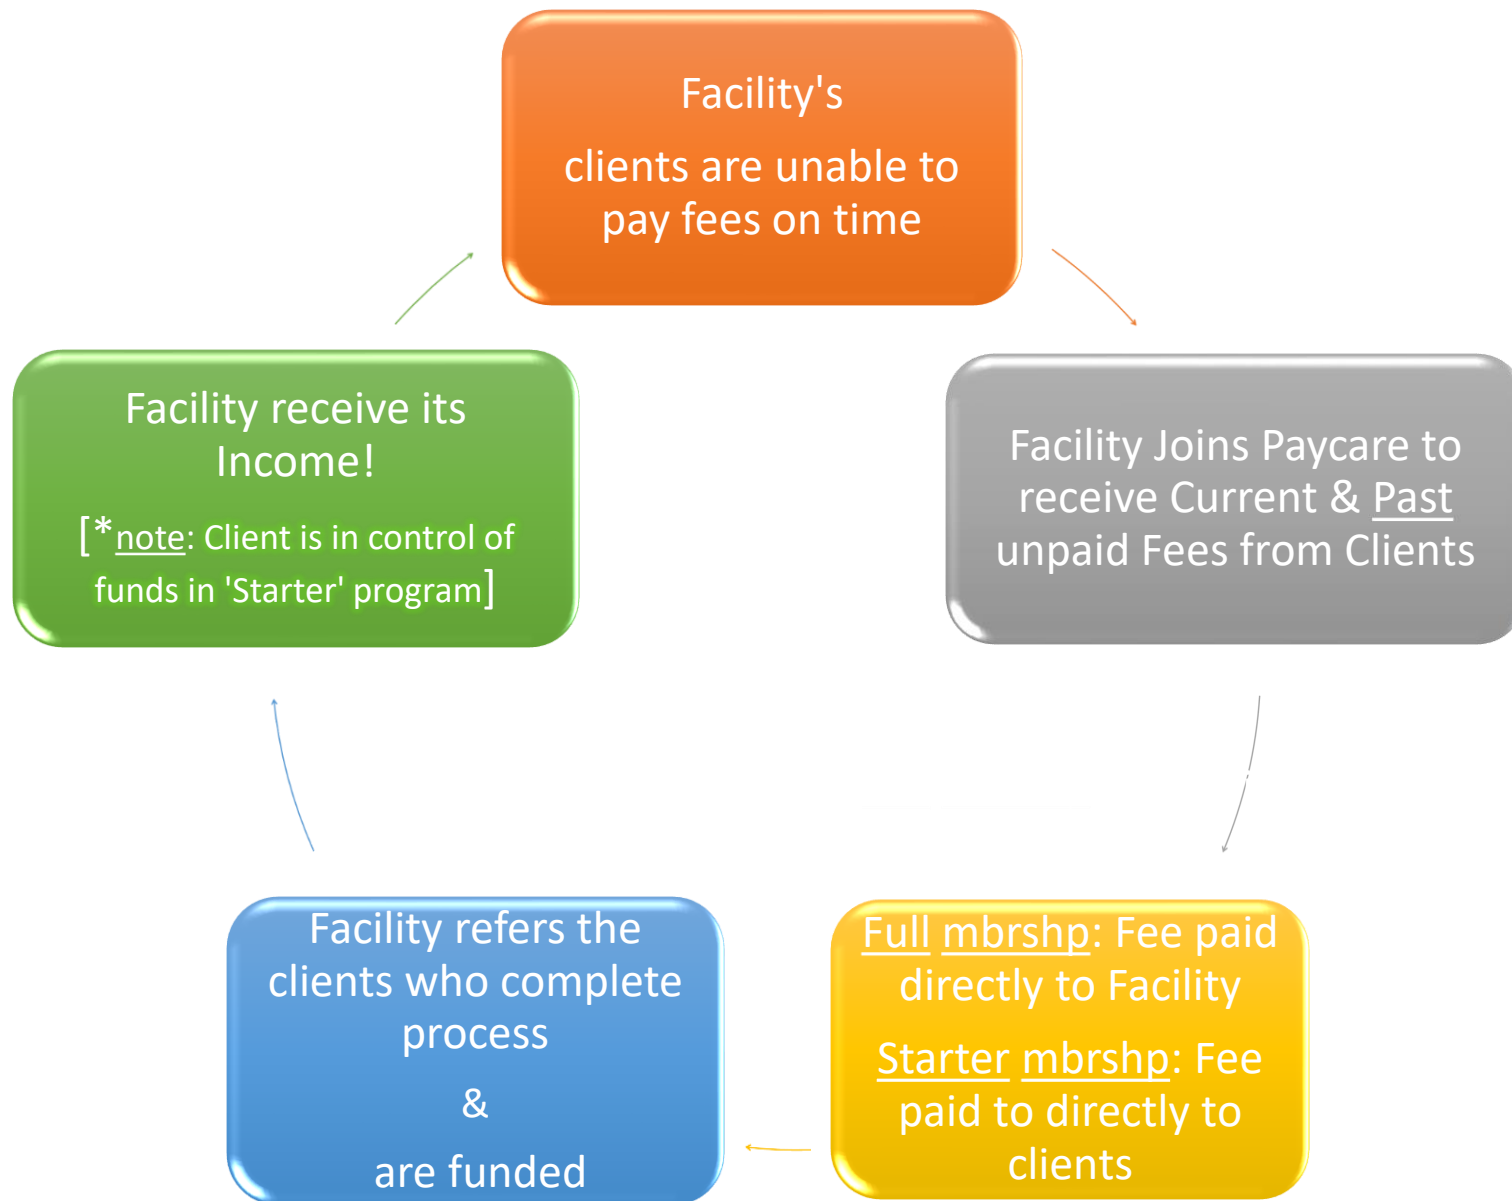 Facility's
clients are unable to
pay fees on time
Facility Joins Paycare to
receive Current & Past
unpaid Fees from Clients
Full mbrshp: Fee paid
directly to Facility
Starter mbrshp: Fee
paid to directly to
clients
Facility refers the
clients who complete
process
&
are funded
Facility receive its
Income!
[*note: Client is in control of
funds in 'Starter' program]